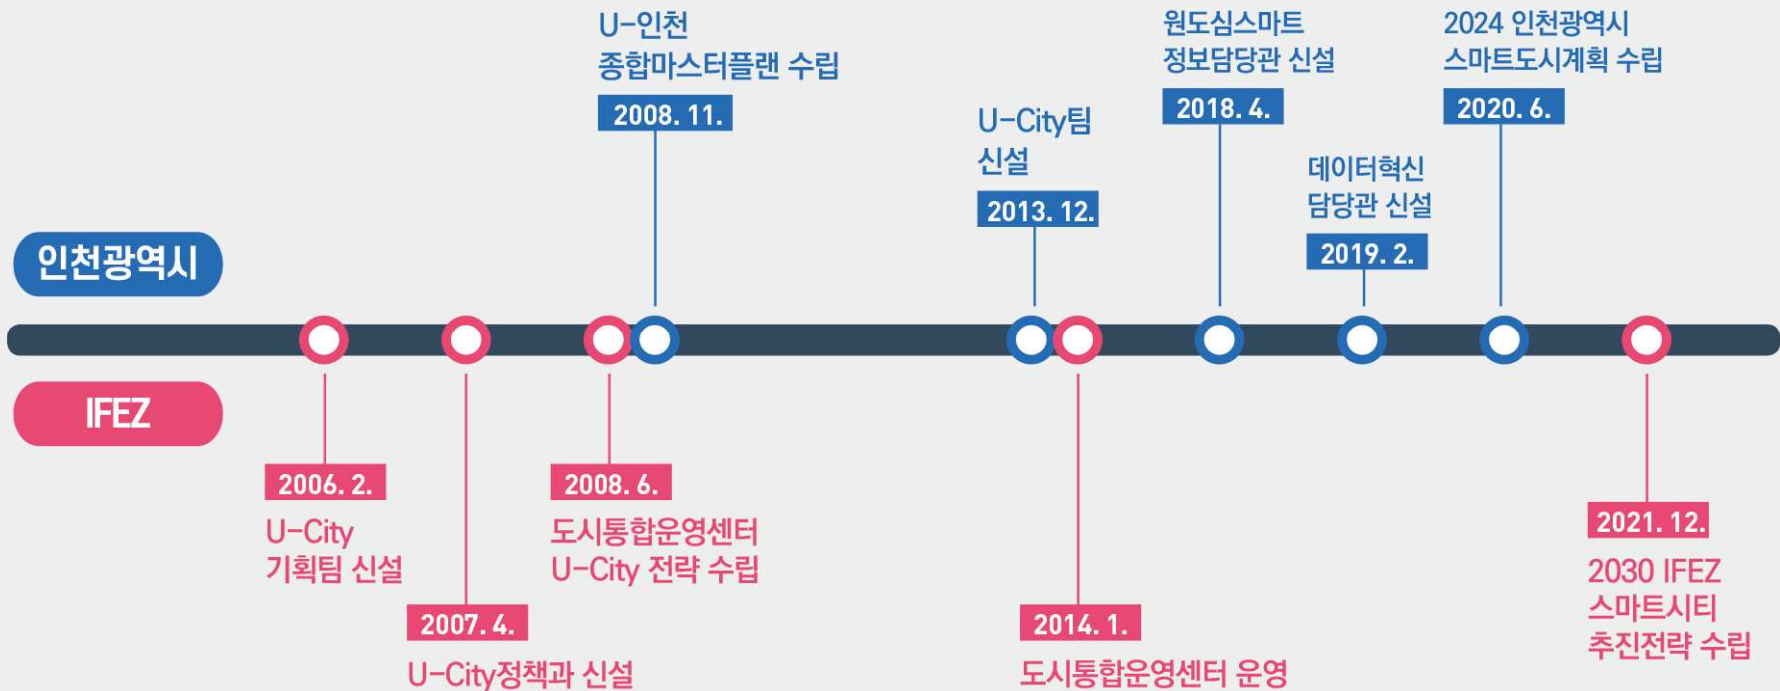 U-인천
종합마스터플랜 수립
2008. 11.
U-City팀
신설
2013. 12.
원도심스마트
정보담당관 신설
2018. 4.
데이터혁신
담당관 신설
2019. 2.
2024 인천광역시
스마트도시계획 수립
2020. 6.
인천광역시
IFEZ
2006. 2.
U-City
기획팀 신설
2007. 4.
U-City정책과 신설
2008. 6.
도시통합운영센터
U-City 전략 수립
2014. 1.
도시통합운영센터 운영
2021. 12.
2030 IFEZ
스마트시티
추진전략 수립